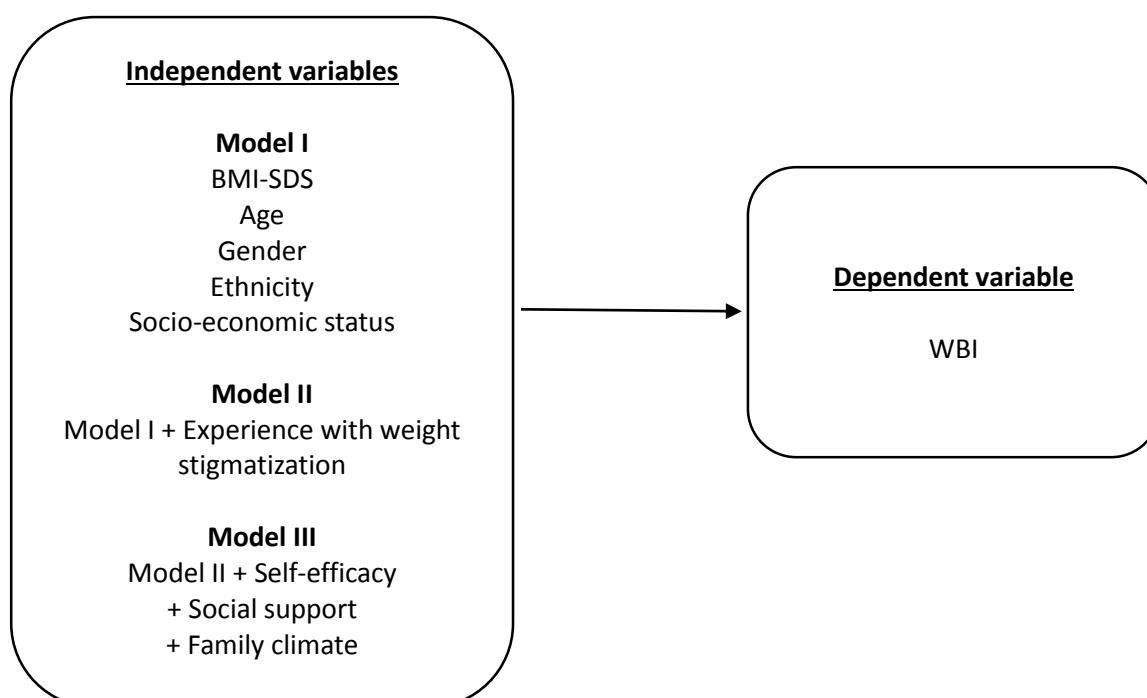 Independent variables
Model I
BMI-SDS
Age
Gender
Ethnicity
Socio-economic status
Model II
Model I + Experience with weight
stigmatization
Model III
Model II + Self-efficacy
+ Social support
+ Family climate
Dependent variable
WBI